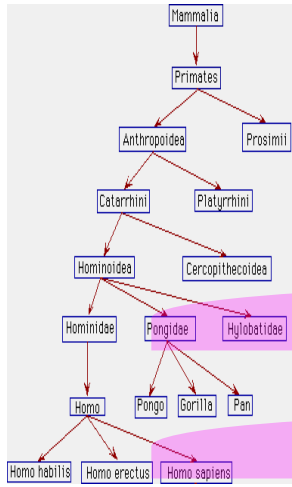 Mammalia
Primates
Anthropoidea
Prosimii
Catarrhini
Platyrrhini
Hominoidea
Cercopithecoidea
Hominidae
Pongidae
Hylobatidae
Homo
Pongo
Gorilla
Pan
Homo habilis
Homo erectus
Homo sapiens